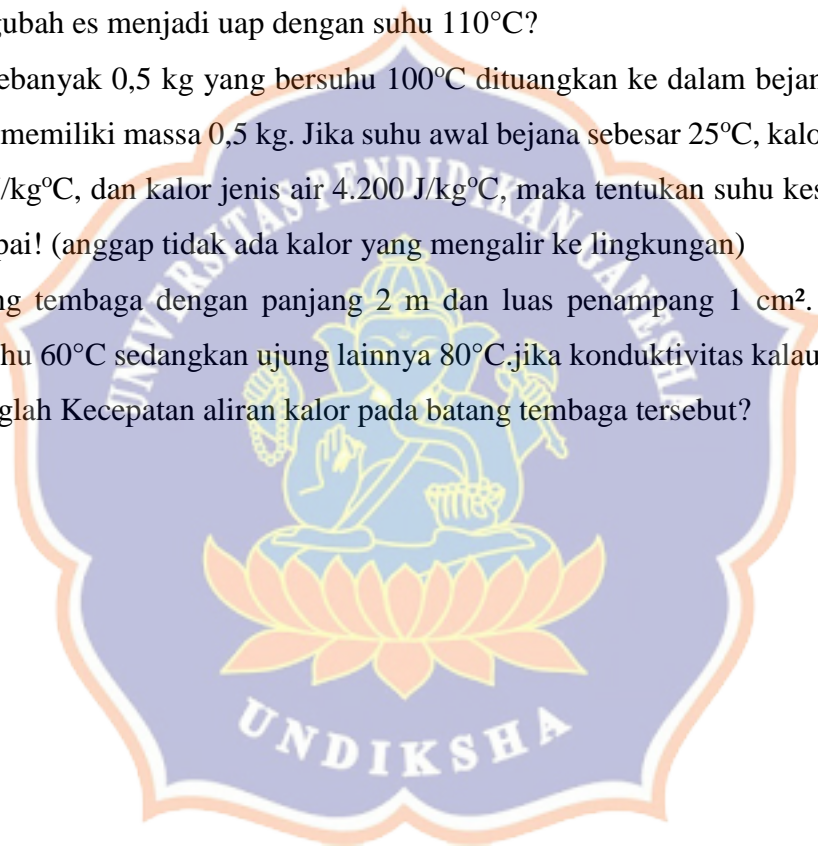 gubah es menjadi uap dengan suhu 110°C?
ebanyak 0,5 kg yang bersuhu 100°C dituangkan ke dalam bejan
memiliki massa 0,5 kg. Jika suhu awal bejana sebesar 25°C, kalo
/kg°C, dan kalor jenis air 4.200 J/kg°C, maka tentukan suhu kes
pai! (anggap tidak ada kalor yang mengalir ke lingkungan)
ng tembaga dengan panjang 2 m dan luas penampang 1 cm².
hu 60°C sedangkan ujung lainnya 80°C.jika konduktivitas kalau
glah Kecepatan aliran kalor pada batang tembaga tersebut?
UNIVERSITAS PENDIDIKAN GANESHA
UNDIKSHA